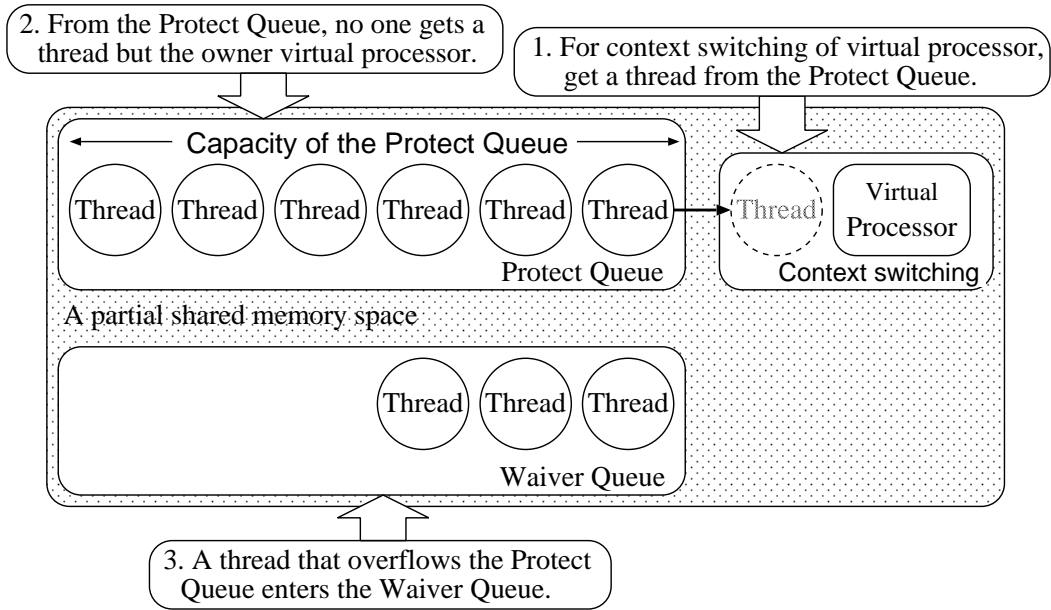 2. From the Protect Queue, no one gets a
thread but the owner virtual processor.
1. For context switching of virtual processor,
get a thread from the Protect Queue.
Capacity of the Protect Queue
Thread Thread Thread Thread Thread Thread
Protect Queue
Thread
Virtual
Processor
Context switching
A partial shared memory space
Thread Thread Thread
Waiver Queue
3. A thread that overflows the Protect
Queue enters the Waiver Queue.